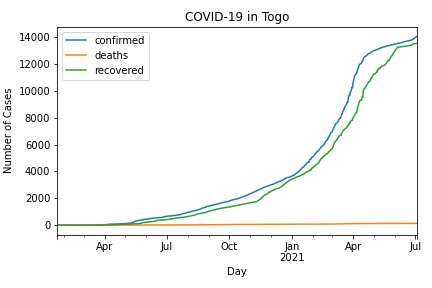 COVID-19 in Togo
confirmed
deaths
recovered
Number of Cases
14000
12000
10000
8000
6000
4000
2000
0
Apr
Jul
Oct
Jan
2021
Apr
Jul
Day